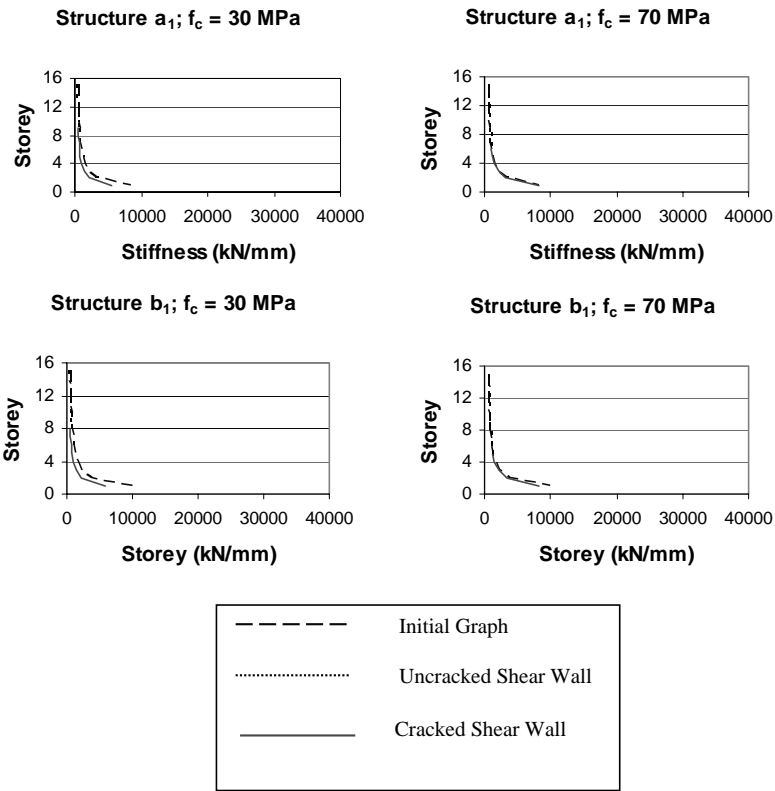 Structure a1; fc = 30 MPa
Structure a1; fc = 70 MPa
16
12
8
4
0
Storey
0 10000 20000 30000 40000
Stiffness (kN/mm)
16
12
8
4
0
Storey
0 10000 20000 30000 40000
Stiffness (kN/mm)
Structure b1; fc = 30 MPa
Structure b1; fc = 70 MPa
16
12
8
4
0
Storey
0 10000 20000 30000 40000
Storey (kN/mm)
16
12
8
4
0
Storey
0 10000 20000 30000 40000
Storey (kN/mm)
Initial Graph
Uncracked Shear Wall
Cracked Shear Wall